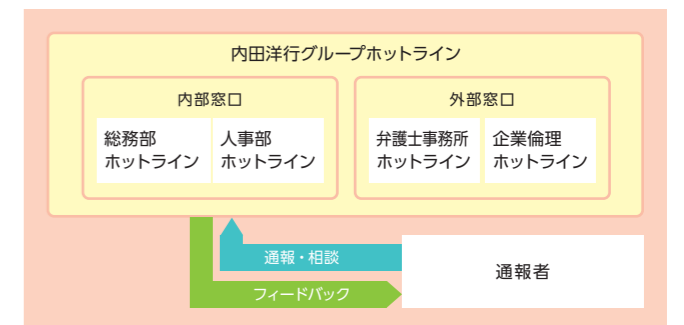 内田洋行グループホットライン
内部窓口
総務部
ホットライン
人事部
ホットライン
外部窓口
弁護士事務所
ホットライン
企業倫理
ホットライン
通報・相談
フィードバック
通報者